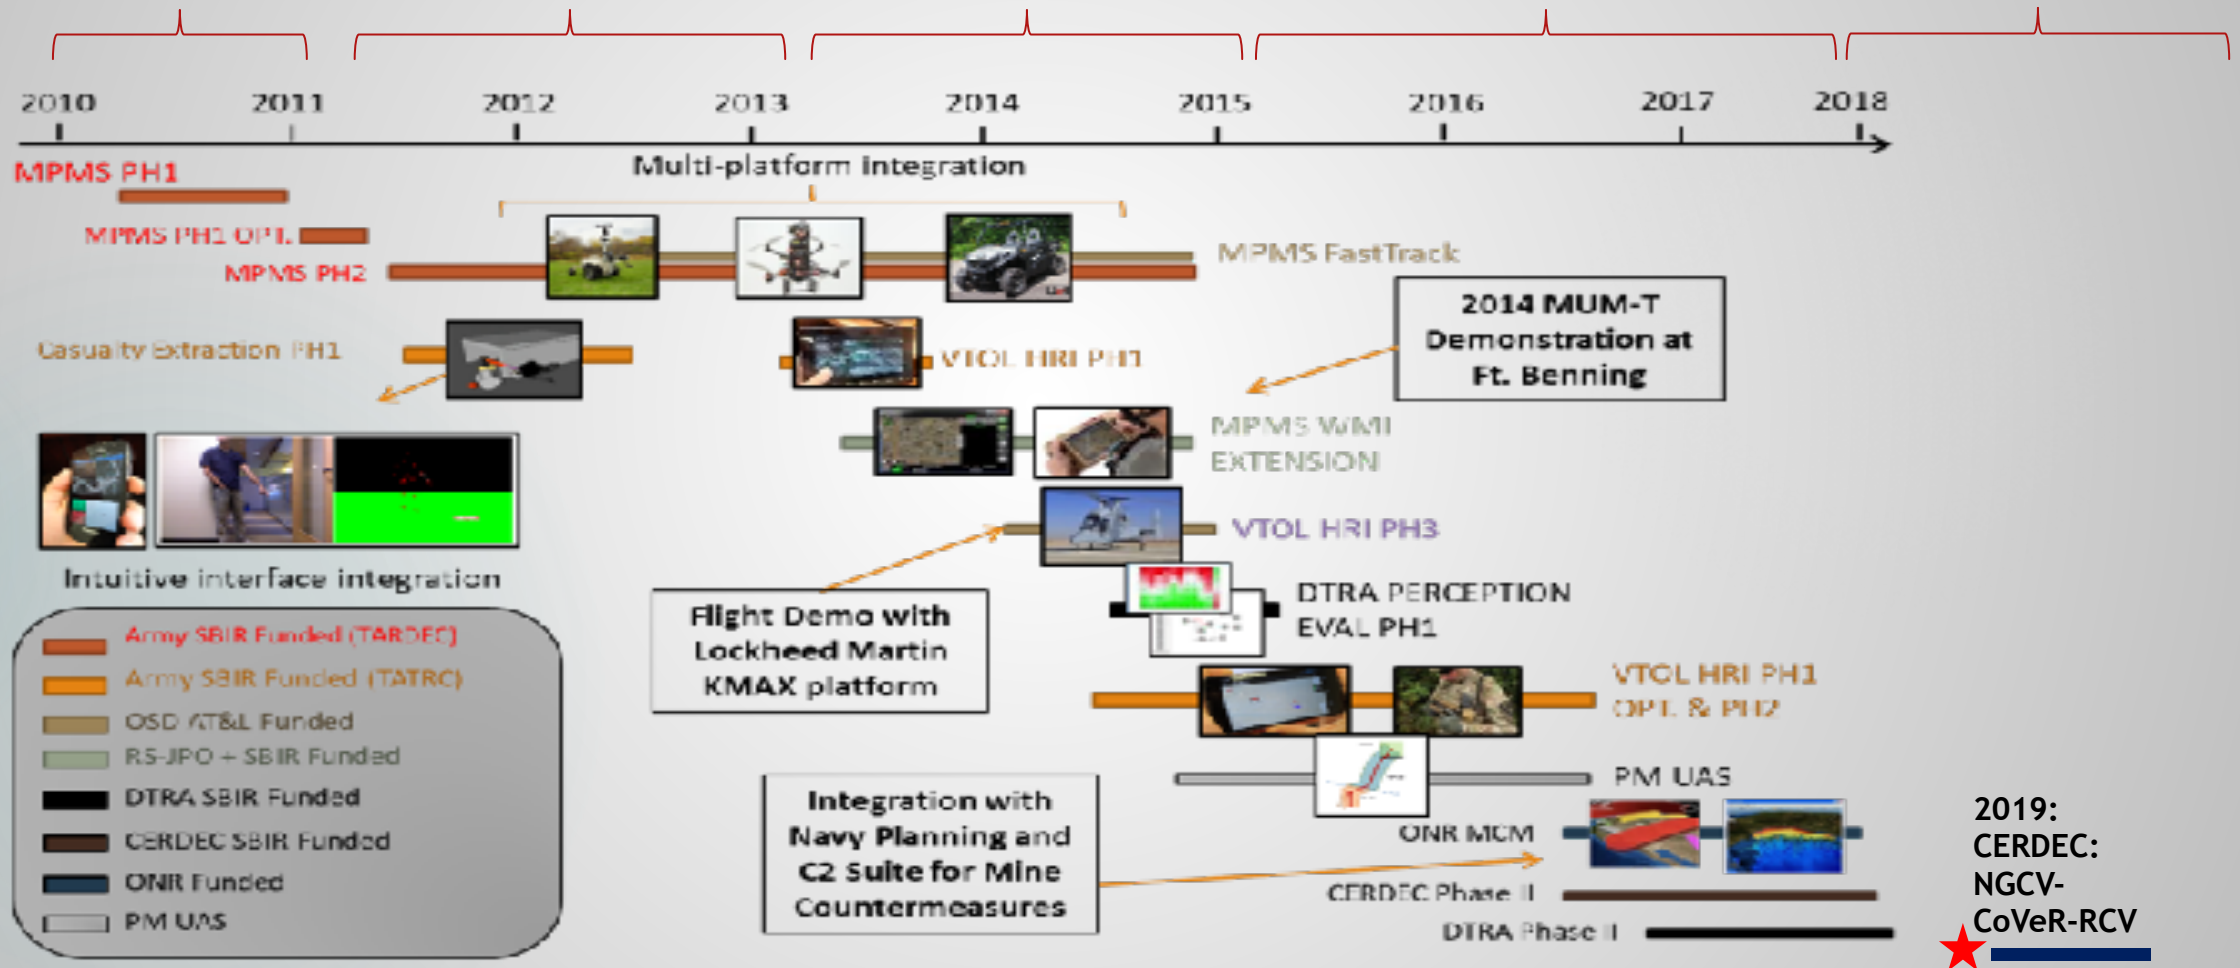 2010 2011 2012 2013 2014 2015 2016 2017 2018
MPMS PH1
Multi-platform integration
MPMS PH1 OPT.
MPMS PH2
MPMS FastTrack
2014 MUM-T
Demonstration at
Ft. Benning
Casualty Extraction PH1
VTOL HRI PH1
MPMS WMI
EXTENSION
VTOL HRI PH3
Intuitive interface integration
Flight Demo with
Lockheed Martin
KMAX platform
DTRA PERCEPTION
EVAL PH1
Army SBIR Funded (TARDEC)
Army SBIR Funded (TATRC)
OSD AT&L Funded
RS-JPO + SBIR Funded
DTRA SBIR Funded
CERDEC SBIR Funded
ONR Funded
PM UAS
VTOL HRI PH1
OPT. & PH2
PM UAS
Integration with
Navy Planning and
C2 Suite for Mine
Countermeasures
ONR MCM
CERDEC Phase II
DTRA Phase II
2019:
CERDEC:
NGCV-
CoVeR-RCV